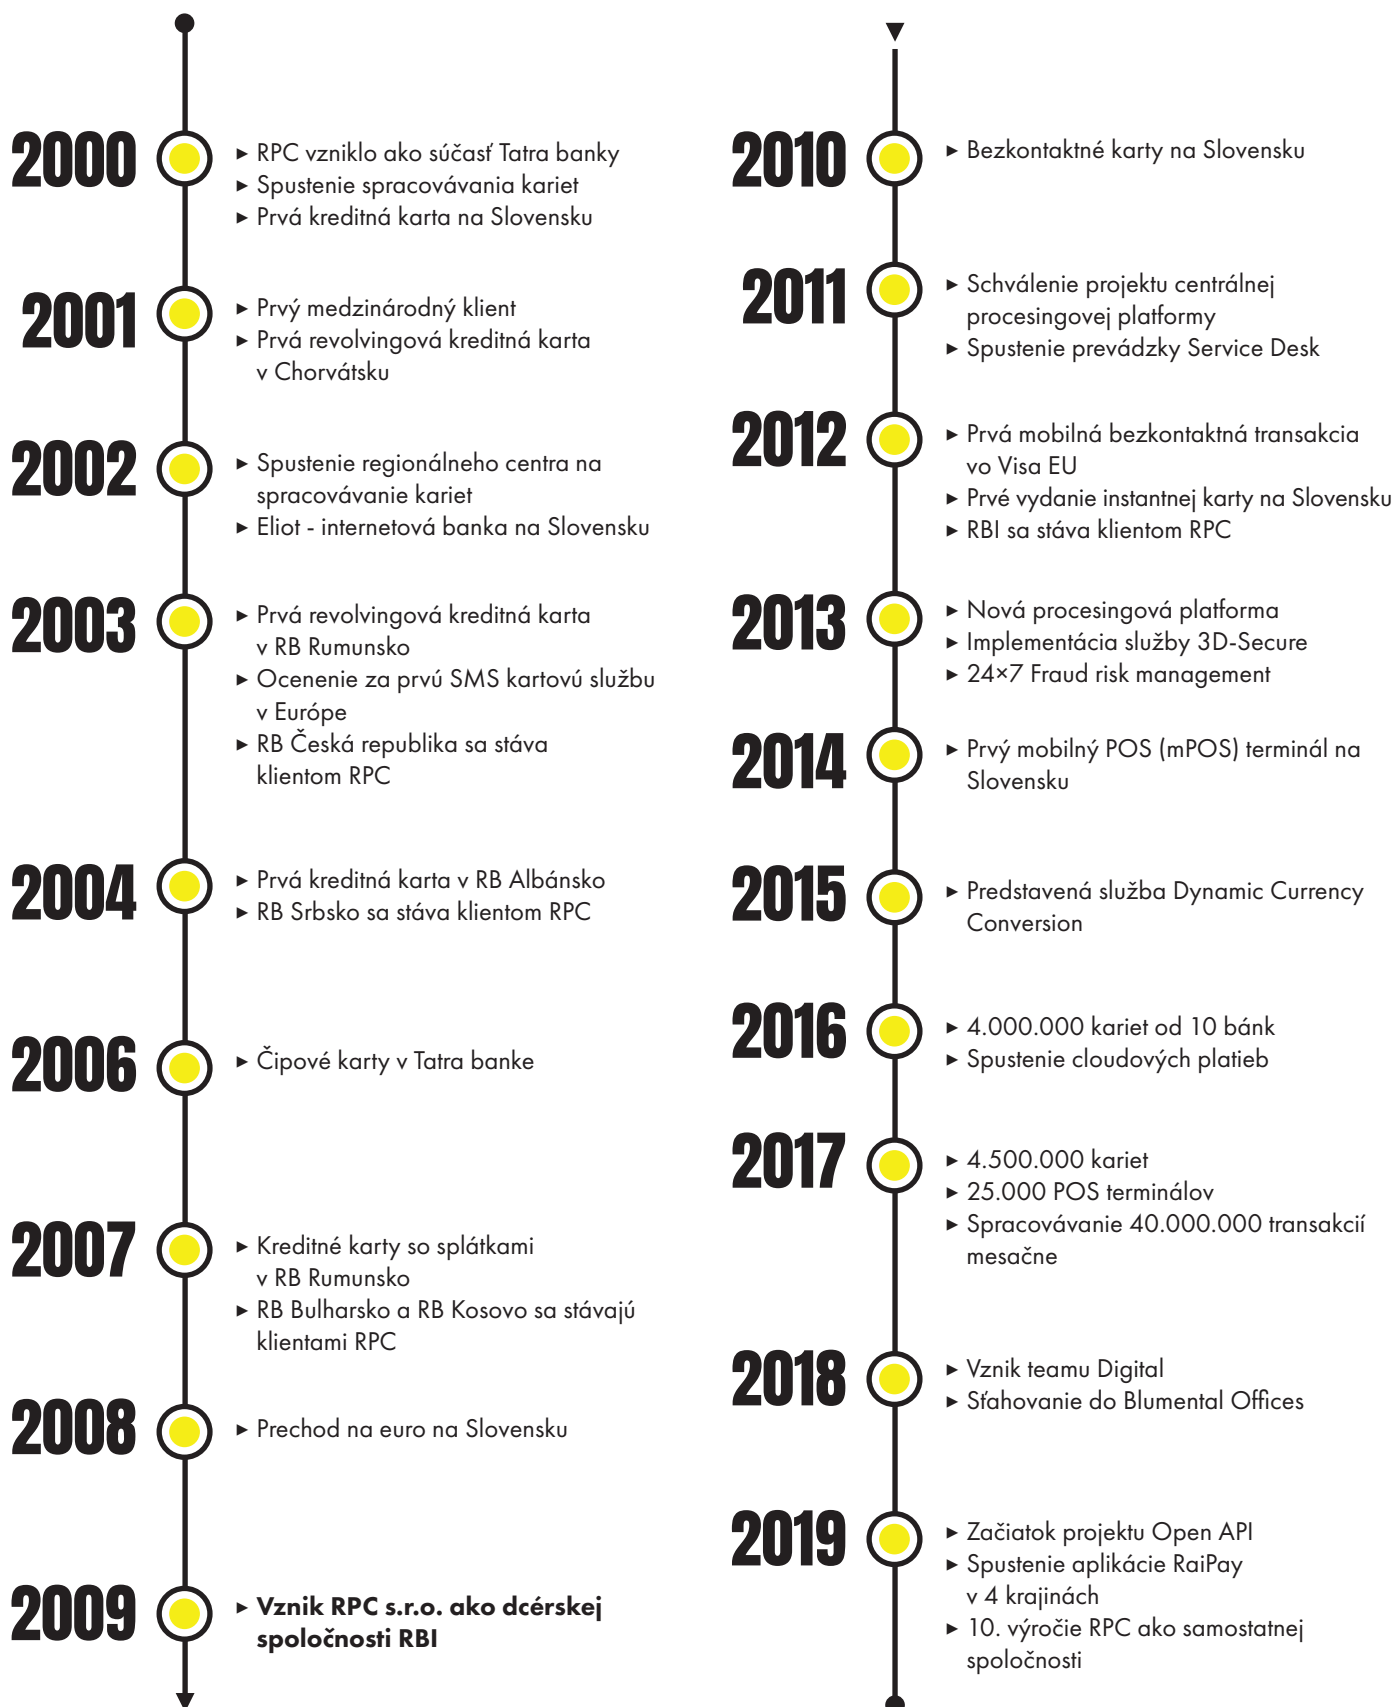 2000
▸ RPC vzniklo ako súčasť Tatra banky
▸ Spustenie spracovávania kariet
▸ Prvá kreditná karta na Slovensku
2001
▸ Prvý medzinárodný klient
▸ Prvá revolvingová kreditná karta
v Chorvátsku
2002
▸ Spustenie regionálneho centra na
spracovávanie kariet
▸ Eliot - internetová banka na Slovensku
2003
▸ Prvá revolvingová kreditná karta
v RB Rumunsko
▸ Ocenenie za prvú SMS kartovú službu
v Európe
▸ RB Česká republika sa stáva
klientom RPC
2004
▸ Prvá kreditná karta v RB Albánsko
▸ RB Srbsko sa stáva klientom RPC
2006
▸ Čipové karty v Tatra banke
2007
▸ Kreditné karty so splátkami
v RB Rumunsko
▸ RB Bulharsko a RB Kosovo sa stávajú
klientami RPC
2008
▸ Prechod na euro na Slovensku
2009
▸ Vznik RPC s.r.o. ako dcérskej
spoločnosti RBI
2010
▸ Bezkontaktné karty na Slovensku
2011
▸ Schválenie projektu centrálnej
procesingovej platformy
▸ Spustenie prevádzky Service Desk
2012
▸ Prvá mobilná bezkontaktná transakcia
vo Visa EU
▸ Prvé vydanie instantnej karty na Slovensku
▸ RBI sa stáva klientom RPC
2013
▸ Nová procesingová platforma
▸ Implementácia služby 3D-Secure
▸ 24×7 Fraud risk management
2014
▸ Prvý mobilný POS (mPOS) terminál na
Slovensku
2015
▸ Predstavená služba Dynamic Currency
Conversion
2016
▸ 4.000.000 kariet od 10 bánk
▸ Spustenie cloudových platieb
2017
▸ 4.500.000 kariet
▸ 25.000 POS terminálov
▸ Spracovávanie 40.000.000 transakcií
mesačne
2018
▸ Vznik teamu Digital
▸ Sťahovanie do Blumental Offices
2019
▸ Začiatok projektu Open API
▸ Spustenie aplikácie RaiPay
v 4 krajinách
▸ 10. výročie RPC ako samostatnej
spoločnosti